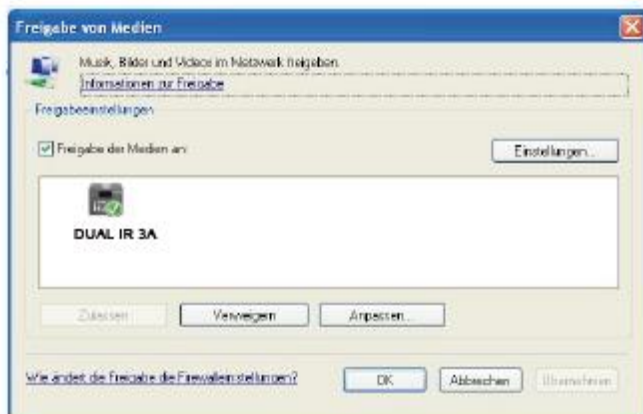 Freigabe von Medien
Musik, Bilder und Videos im Netzwerk freigeben.
Informationen zur Freigabe
Freigabeeinstellungen
Freigabe der Medien an:
Einstellungen...
DUAL IR 3A
Zulassen Verweigern Anpassen...
Wie ändert die Freigabe die Firewalleinstellungen?
OK Abbrechen Übernehmen